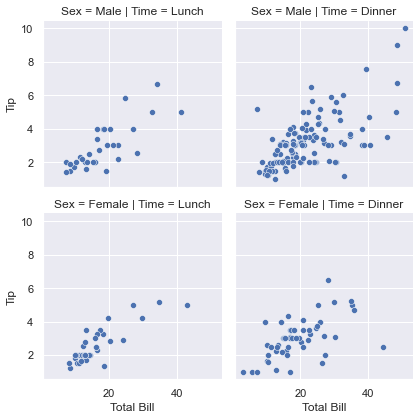 Sex = Male | Time = Lunch
Sex = Male | Time = Dinner
10
8
6
4
2
Tip
Sex = Female | Time = Lunch
Sex = Female | Time = Dinner
10
8
6
4
2
Tip
20
40
20
40
Total Bill
Total Bill